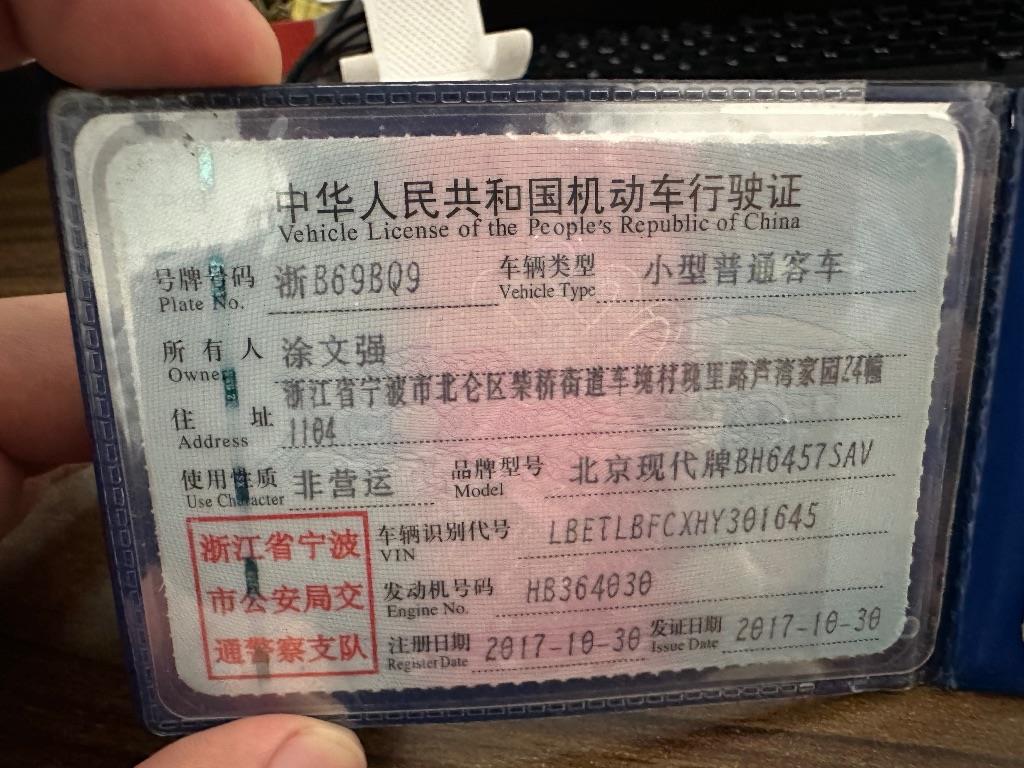 中华人民共和国机动车行驶证
Vehicle License of the People's Republic of China
号牌号码 浙B69BQ9 车辆类型 小型普通客车
Plate No. Vehicle Type
所有人 涂文强
Owner
浙江省宁波市北仑区柴桥街道车堍村观里路芦湾家园24幢
住址 1104
Address
使用性质 非营运 品牌型号 北京现代牌BH6457SAV
Use Character Model
浙江省宁波 车辆识别代号 LBETLBFCXHY301645
VIN
市公安局交 发动机号码 HB364030
Engine No.
通警察支队 注册日期 2017-10-30 发证日期 2017-10-30
Register Date Issue Date